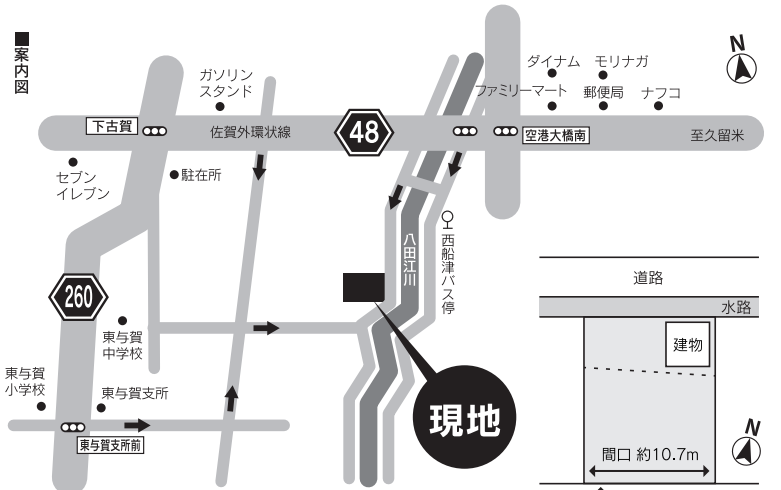 ■案内図
ガソリン
スタンド
下古賀
佐賀外環状線
48
ダイナム
モリナガ
ファミリーマート
郵便局
ナフコ
空港大橋南
至久留米
N
セブン
イレブン
駐在所
八田江川
西船津バス停
260
東与賀
中学校
東与賀
小学校
東与賀支所
東与賀支所前
現地
道路
水路
建物
間口 約10.7m
N